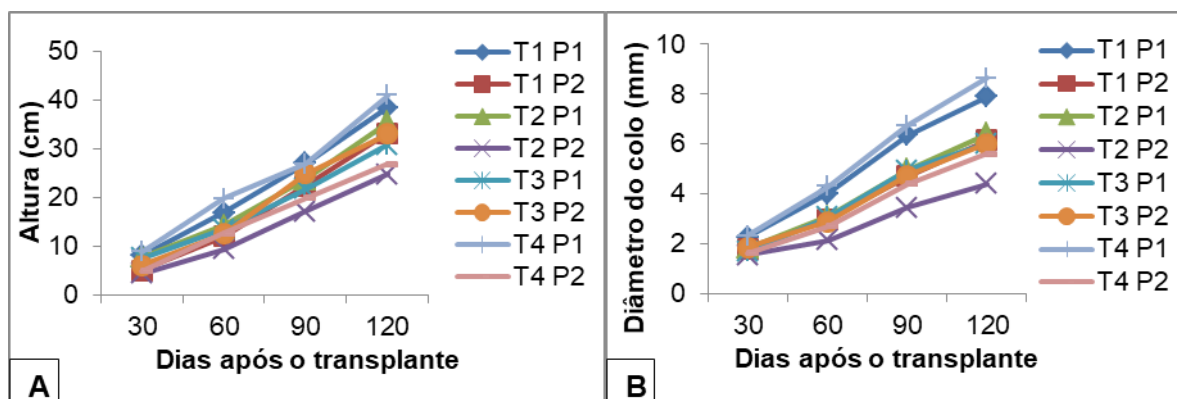 50
40
30
20
10
0
Altura (cm)
30 60 90 120
Dias após o transplante
T1 P1
T1 P2
T2 P1
T2 P2
T3 P1
T3 P2
T4 P1
T4 P2
A
10
8
6
4
2
0
Diâmetro do colo (mm)
30 60 90 120
Dias após o transplante
T1 P1
T1 P2
T2 P1
T2 P2
T3 P1
T3 P2
T4 P1
T4 P2
B